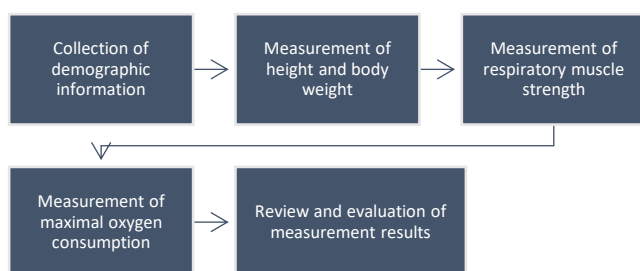 Collection of
demographic
information
Measurement of
height and body
weight
Measurement of
respiratory muscle
strength
Measurement of
maximal oxygen
consumption
Review and evaluation of
measurement results